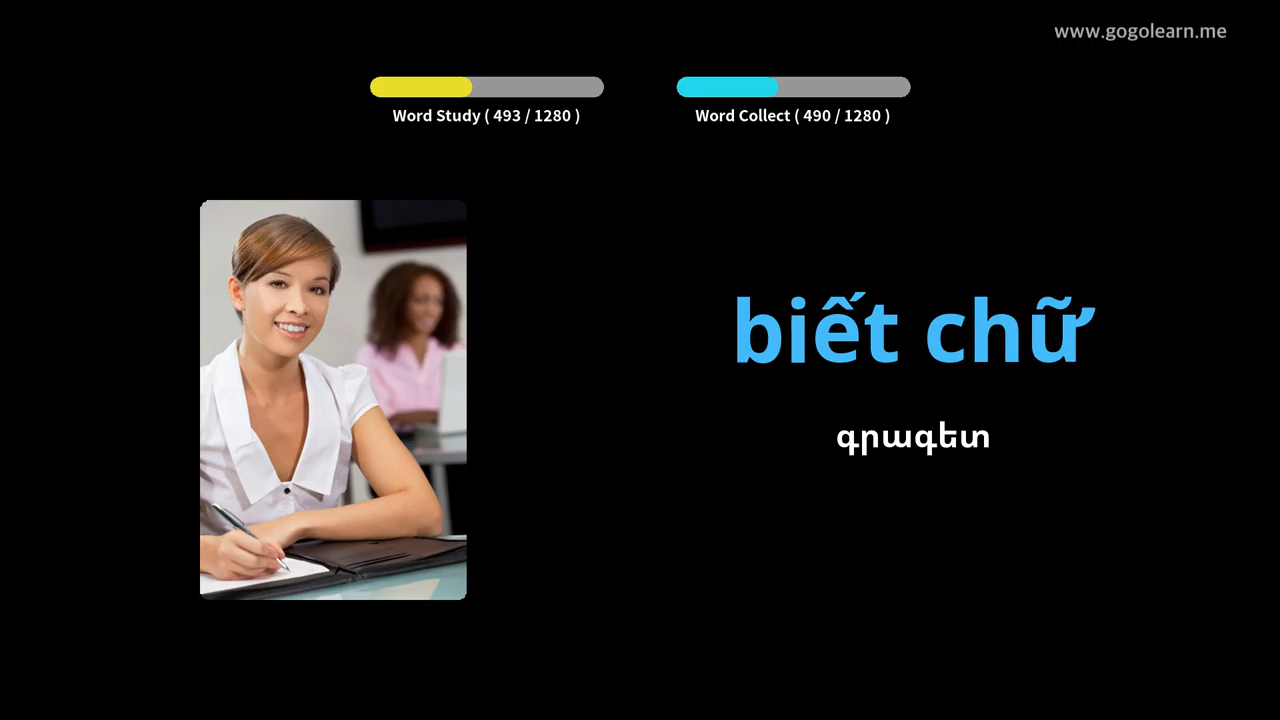 www.gogolearn.me
Word Study ( 493 / 1280 )
Word Collect ( 490 / 1280 )
biết chữ
գրագետ